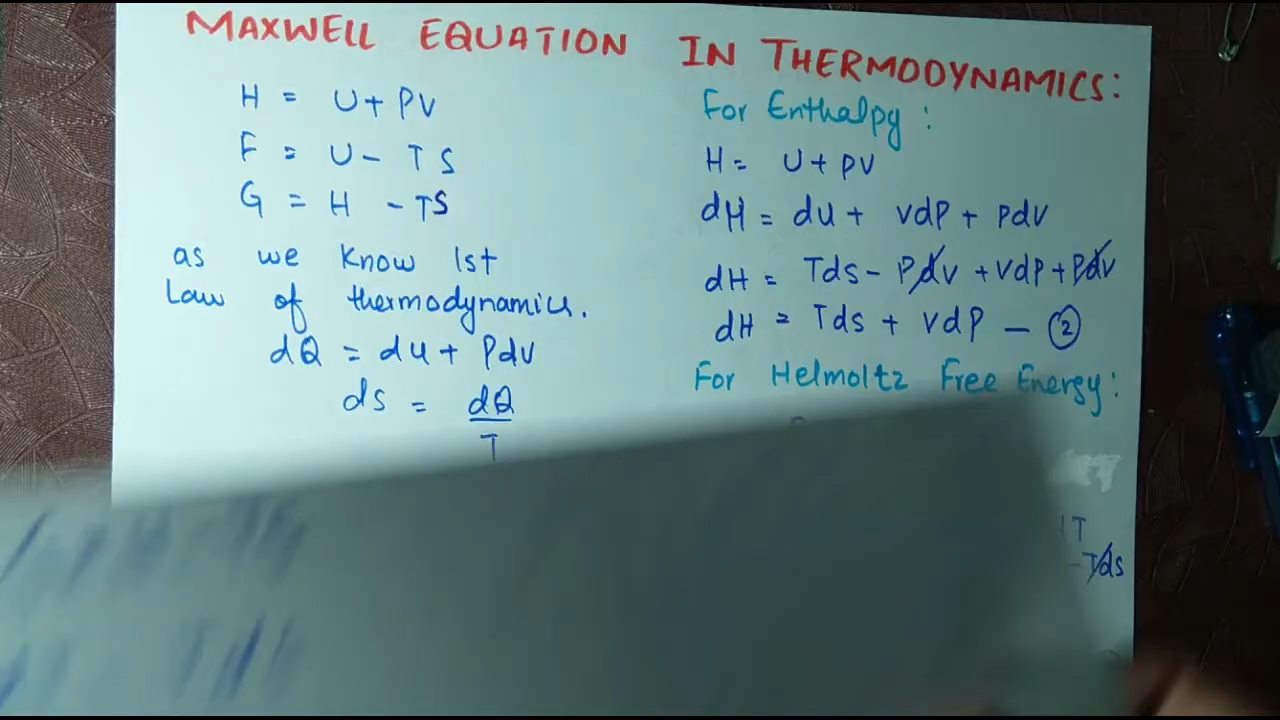 MAXWELL EQUATION IN THERMODYNAMICS:
H = U + PV
F = U - TS
G = H - TS
as we know 1st
Law of thermodynamics.
dQ = du + Pdv
ds = dQ
T
For Enthalpy:
H = U + PV
dH = du + vdp + pdv
dH = Tds - Pdv + vdp + Pdv
dH = Tds + vdp - ②
For Helmoltz Free Energy:
Tds